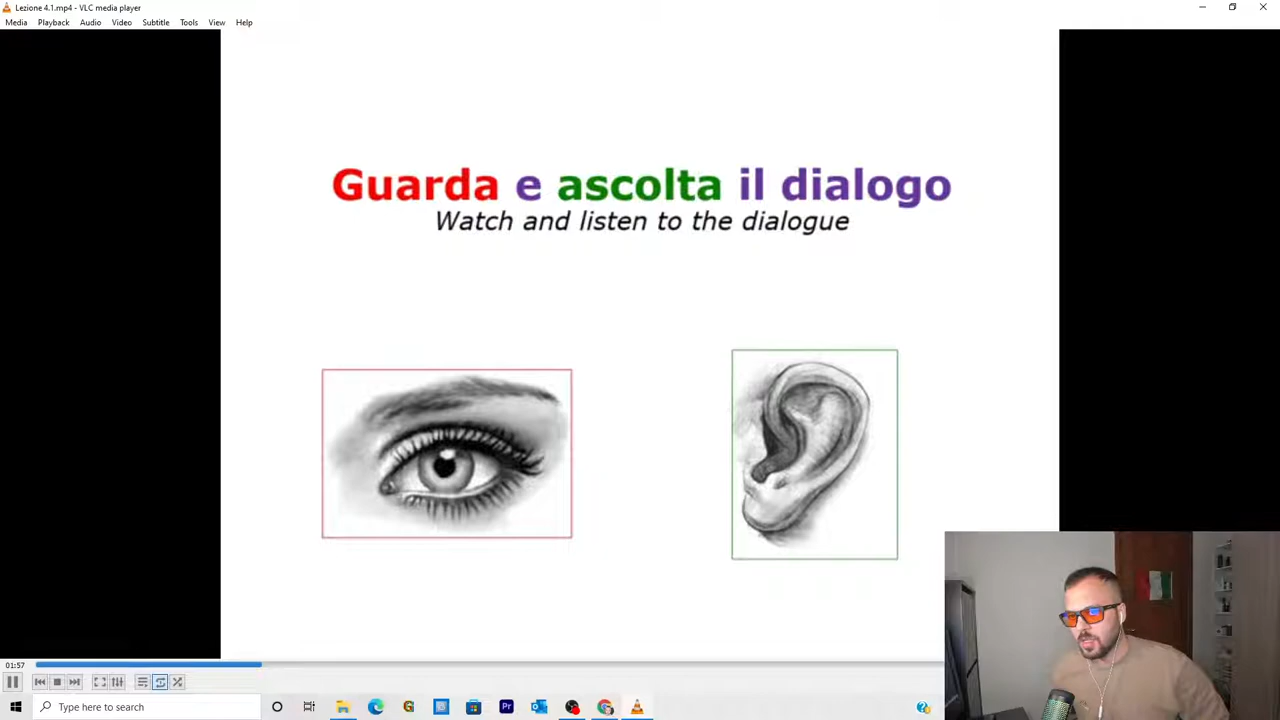 Lezione 4.1.mp4 - VLC media player
Media Playback Audio Video Subtitle Tools View Help
Guarda e ascolta il dialogo
Watch and listen to the dialogue
01:57
Type here to search
Pr